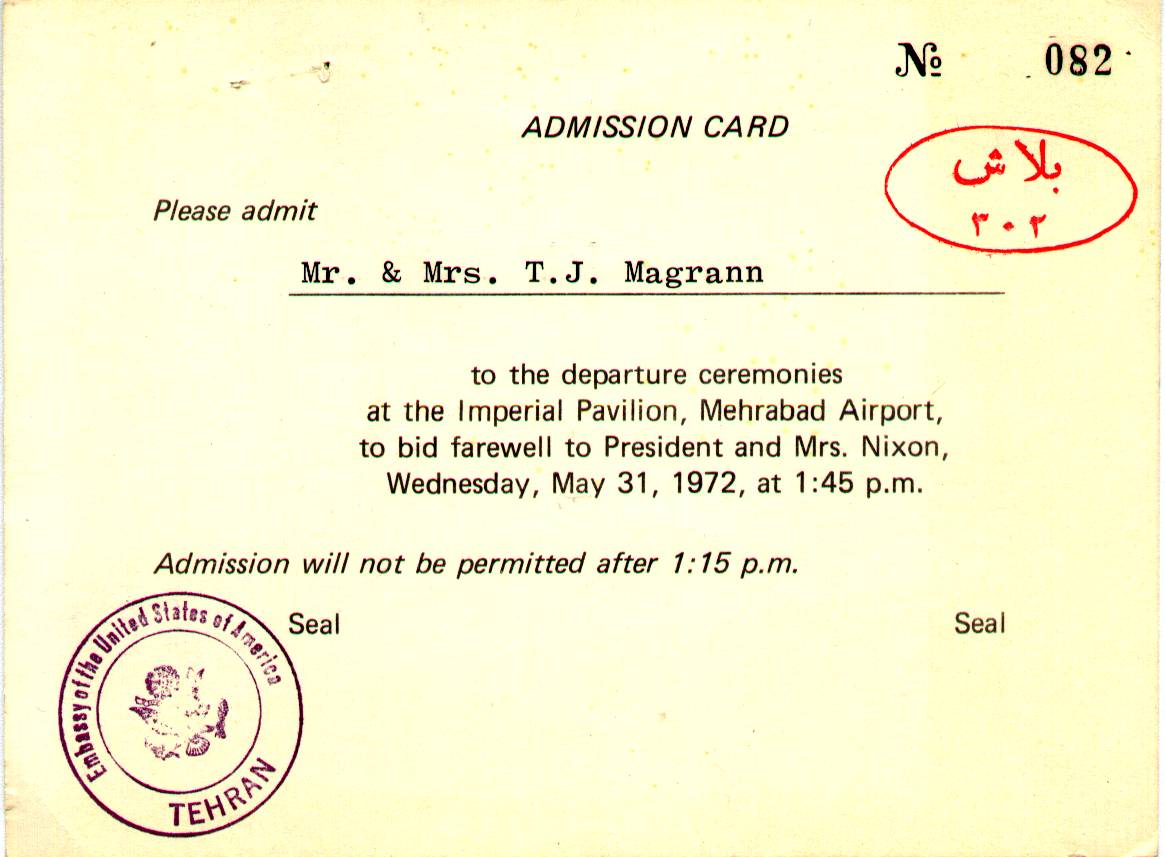 № 082
ADMISSION CARD
بلاش
۳۰۲
Please admit
Mr. & Mrs. T.J. Magrann
to the departure ceremonies
at the Imperial Pavilion, Mehrabad Airport,
to bid farewell to President and Mrs. Nixon,
Wednesday, May 31, 1972, at 1:45 p.m.
Admission will not be permitted after 1:15 p.m.
Seal Seal
Embassy of the United States of America
TEHRAN